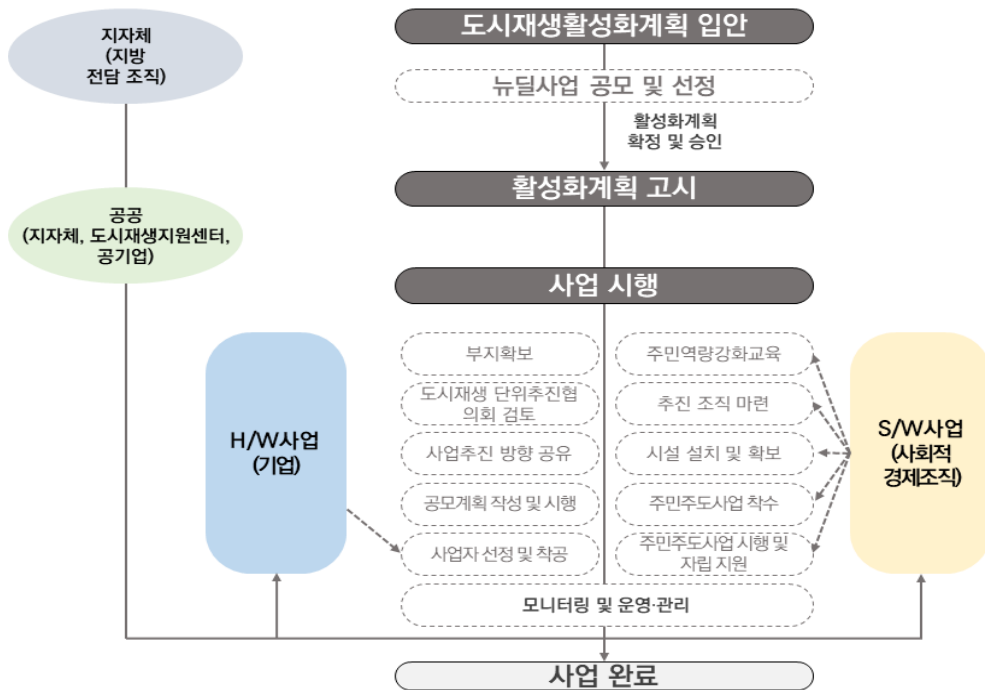 지자체
(지방
전담 조직)
공공
(지자체, 도시재생지원센터,
공기업)
도시재생활성화계획 입안
뉴딜사업 공모 및 선정
활성화계획
확정 및 승인
활성화계획 고시
사업 시행
H/W사업
(기업)
부지확보
도시재생 단위추진협
의회 검토
사업추진 방향 공유
공모계획 작성 및 시행
사업자 선정 및 착공
주민역량강화교육
추진 조직 마련
시설 설치 및 확보
주민주도사업 착수
주민주도사업 시행 및
자립 지원
S/W사업
(사회적
경제조직)
모니터링 및 운영·관리
사업 완료